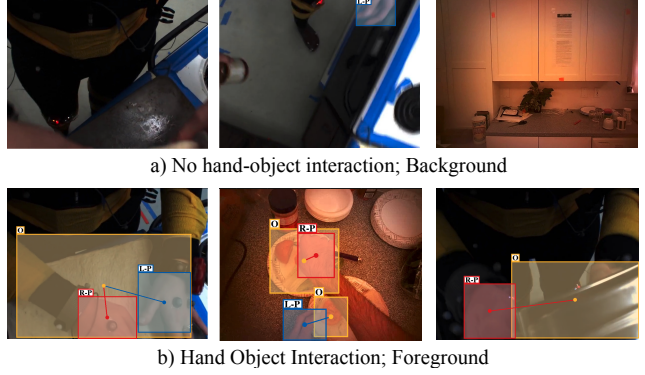 L-P
a) No hand-object interaction; Background
O
R-P
L-P
O
R-P
L-P
O
O
R-P
b) Hand Object Interaction; Foreground